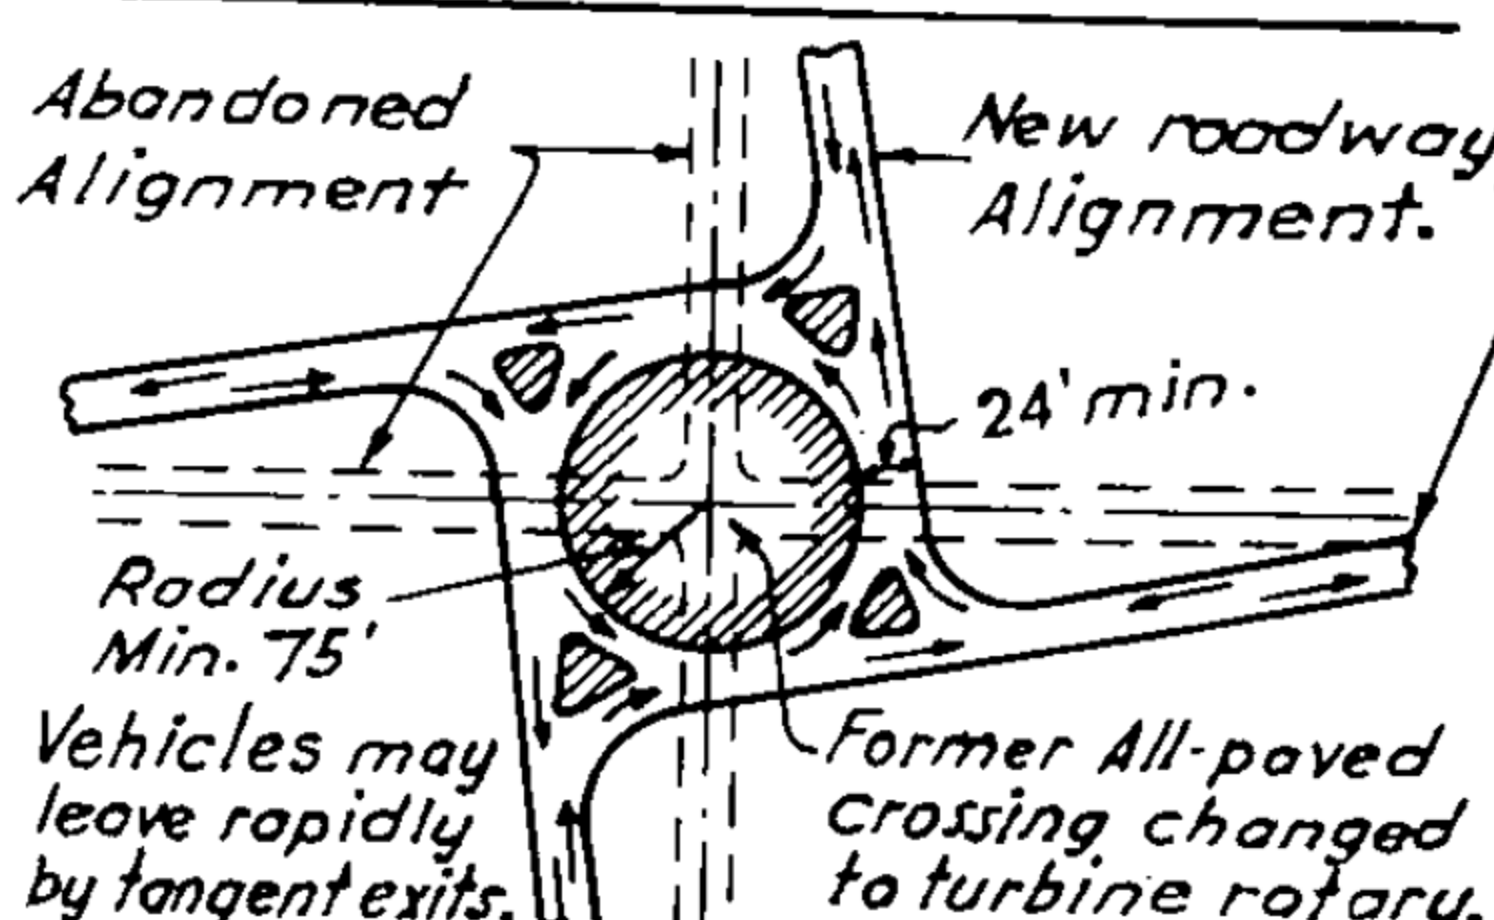 Abandoned
Alignment
New roadway
Alignment.
24' min.
Radius
Min. 75'
Vehicles may
leave rapidly
by tangent exits.
Former All-paved
crossing changed
to turbine rotary.